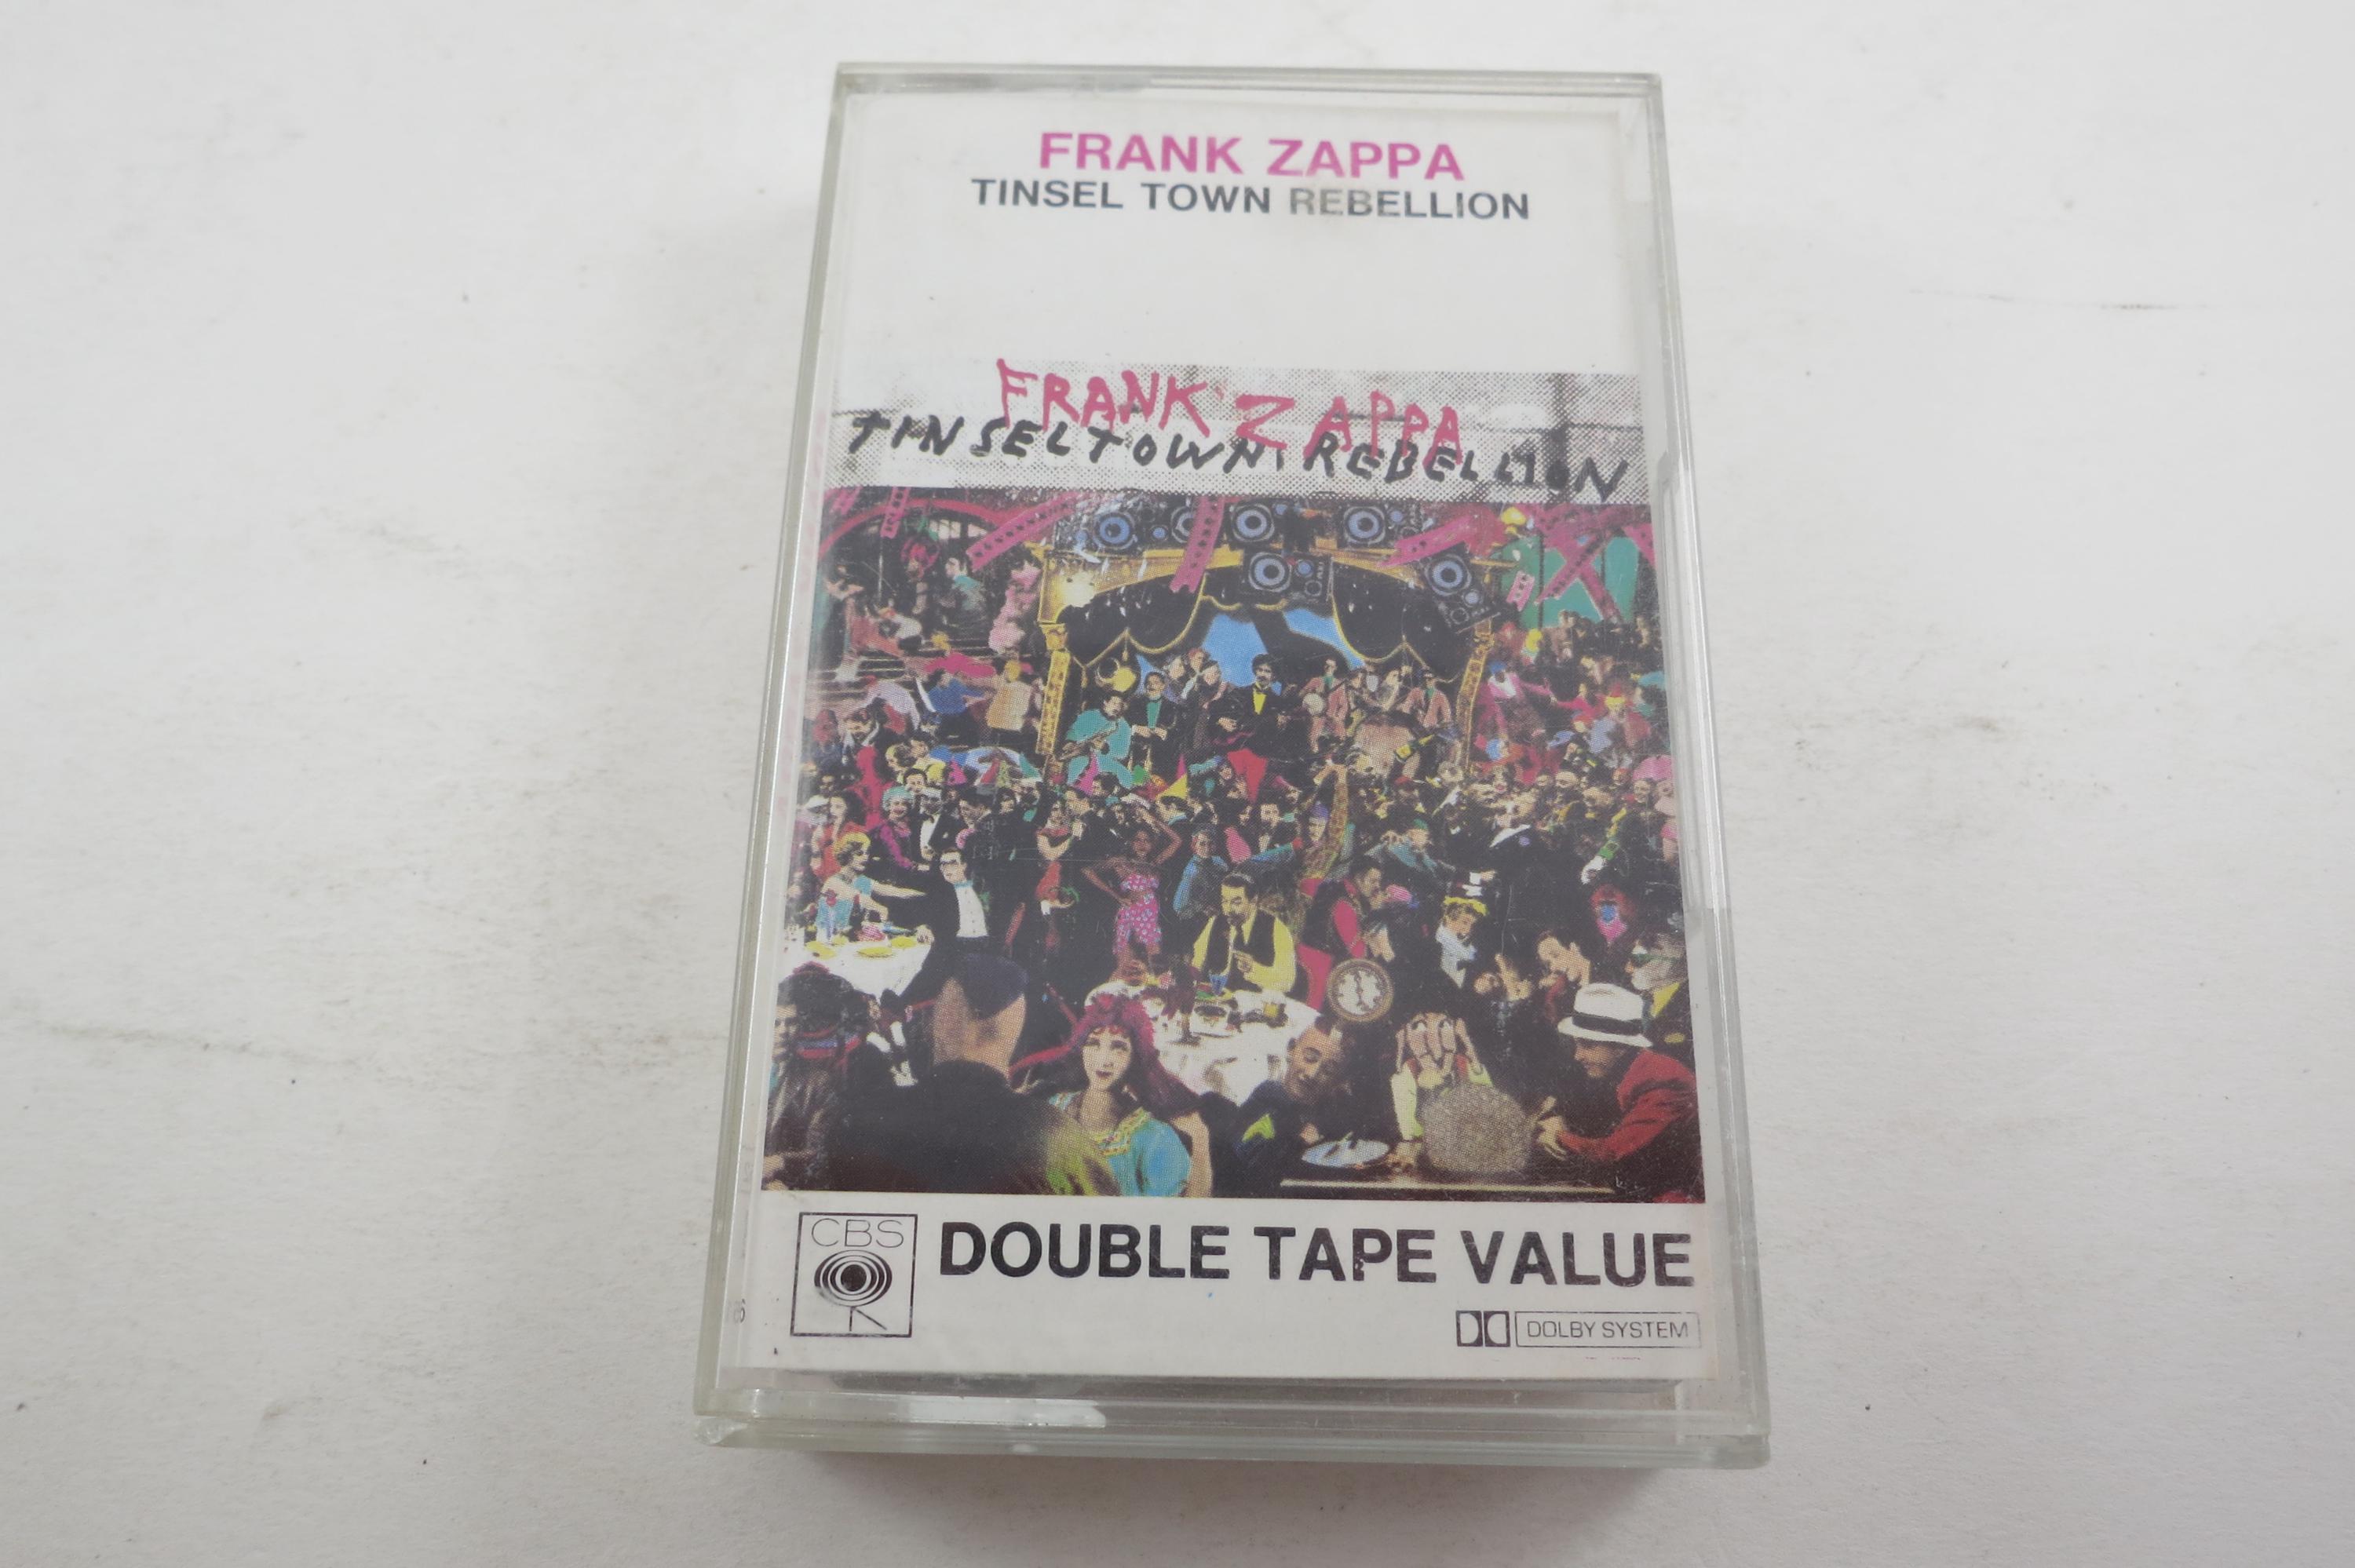 FRANK ZAPPA
TINSEL TOWN REBELLION
FRANK ZAPPA
TINSELTOWN REBELLION
CBS
DOUBLE TAPE VALUE
DOLBY SYSTEM